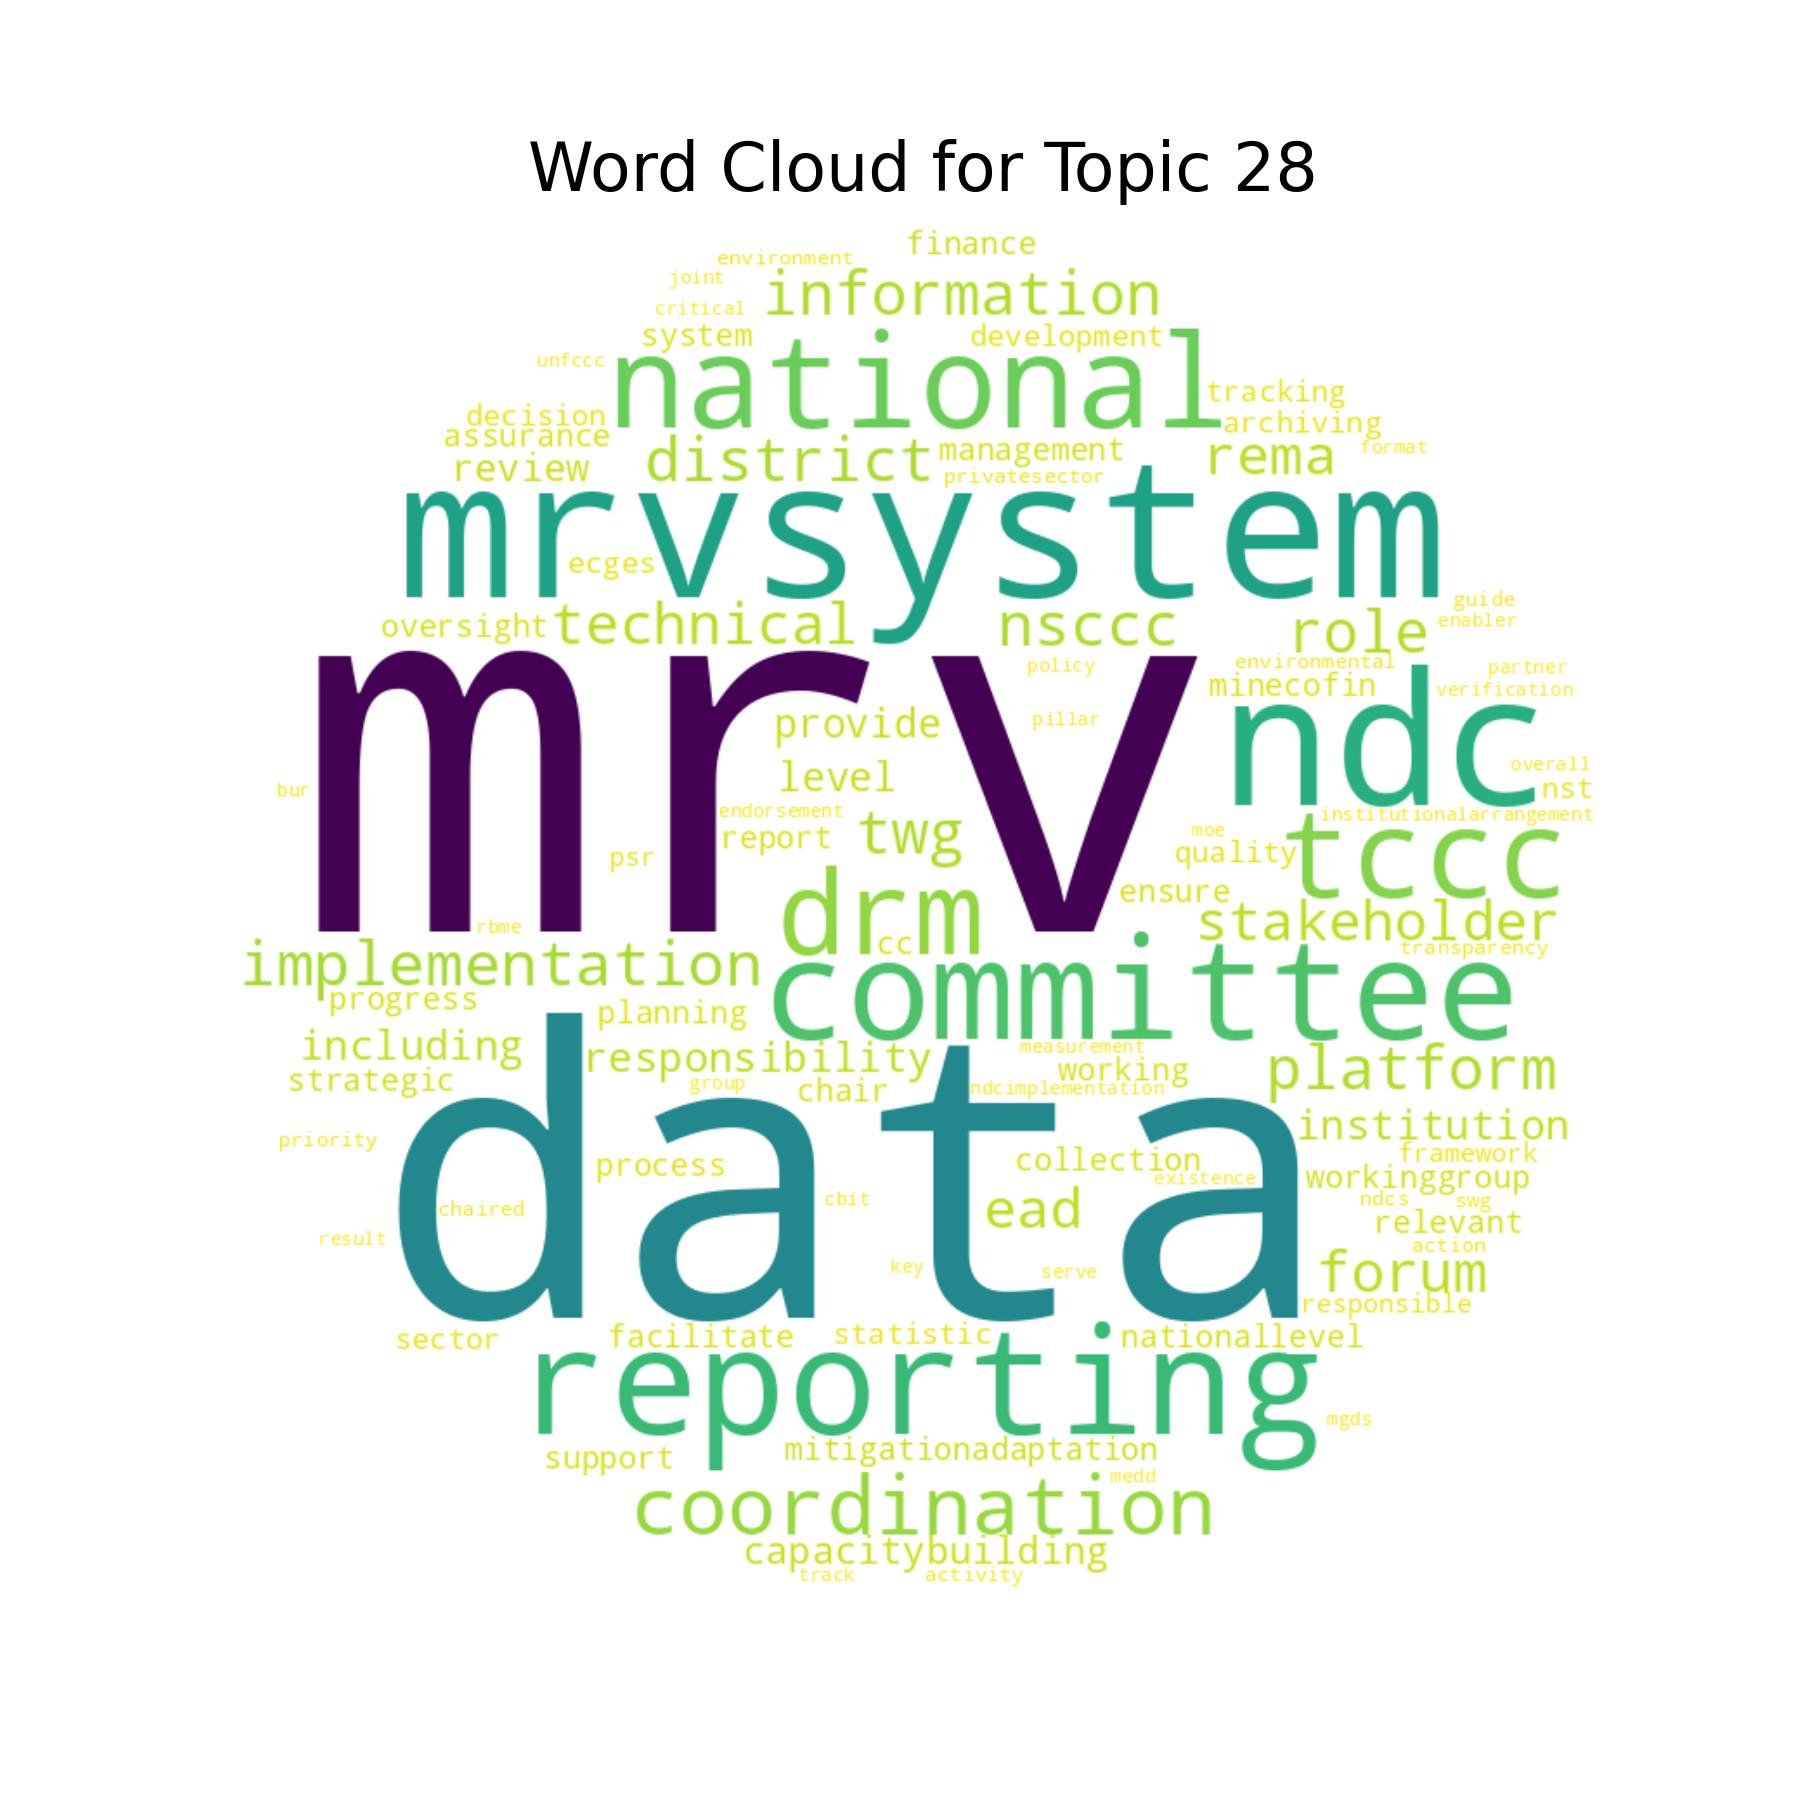 Word Cloud for Topic 28
finance
environment
joint
information
critical
system
development
unfccc
national
tracking
decision
archiving
assurance
district
management
rema
format
review
privatesector
mrvsystem
ecges
guide
oversight
technical
nsccc
role
enabler
policy
environmental
partner
minecofin
verification
mrv
provide
pillar
ndc
level
overall
bur
nst
endorsement
institutionalarrangement
report
twg
moe
tccc
psr
quality
ensure
drm
stakeholder
rbme
cc
transparency
implementation
committee
progress
planning
including
responsibility
measurement
platform
strategic
group
chair
working
ndcimplementation
priority
institution
data
process
collection
framework
existence
workinggroup
chaired
cbit
ead
ndcs
swg
relevant
result
action
key
serve
forum
responsible
sector
facilitate
statistic
nationallevel
reporting
mgds
support
mitigationadaptation
medd
coordination
capacitybuilding
track
activity